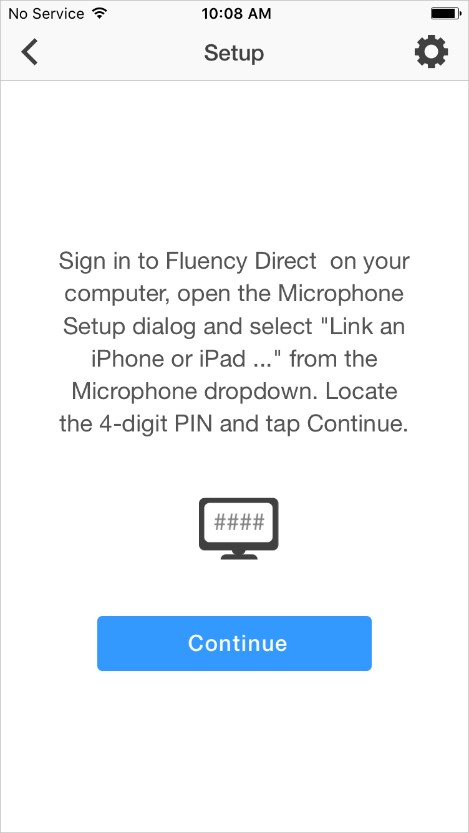 No Service 10:08 AM
Setup
Sign in to Fluency Direct  on your
computer, open the Microphone
Setup dialog and select "Link an
iPhone or iPad ..." from the
Microphone dropdown. Locate
the 4-digit PIN and tap Continue.
####
Continue